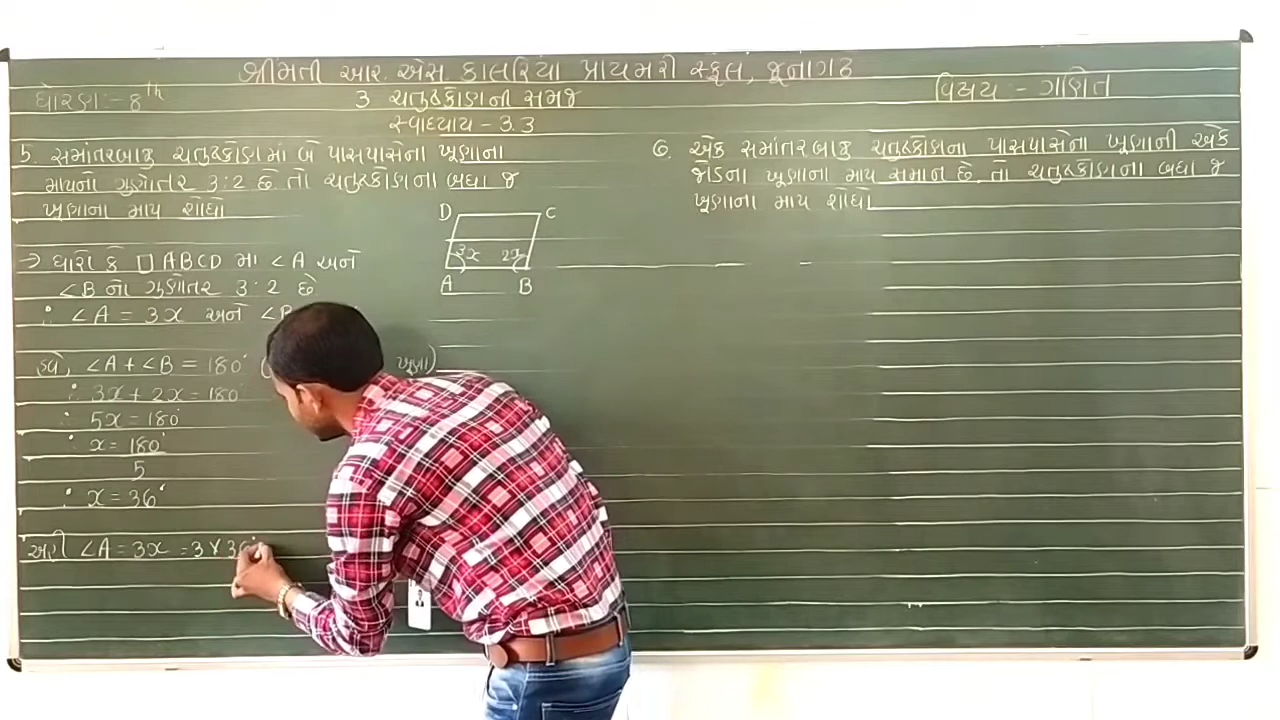 શ્રીમતી આર. એસ. કાલરિયા પ્રાયમરી સ્કૂલ, જૂનાગઢ
ધોરણ:- 8th
3 ચતુષ્કોણની સમજ
વિષય - ગણિત
સ્વાધ્યાય - 3.3
5. સમાંતરબાજુ ચતુષ્કોણમાં બે પાસપાસેના ખૂણાના
માપનો ગુણોતર 3:2 છે તો ચતુષ્કોણના બધા જ
ખૂણાના માપ શોધો
D C
3x 2x
A B
→ ધારો કે □ABCD મા ∠A અને
∠B નો ગુણોતર 3:2 છે
∴ ∠A = 3x અને ∠B
હવે, ∠A + ∠B = 180° ( ખૂણા)
∴ 3x + 2x = 180°
∴ 5x = 180°
∴ x = 180°
5
∴ x = 36°
અહી ∠A = 3x = 3 × 36°
6. એક સમાંતરબાજુ ચતુષ્કોણના પાસપાસેના ખૂણાની એક
જોડના ખૂણાના માપ સમાન છે. તો ચતુષ્કોણના બધા જ
ખૂણાના માપ શોધો.